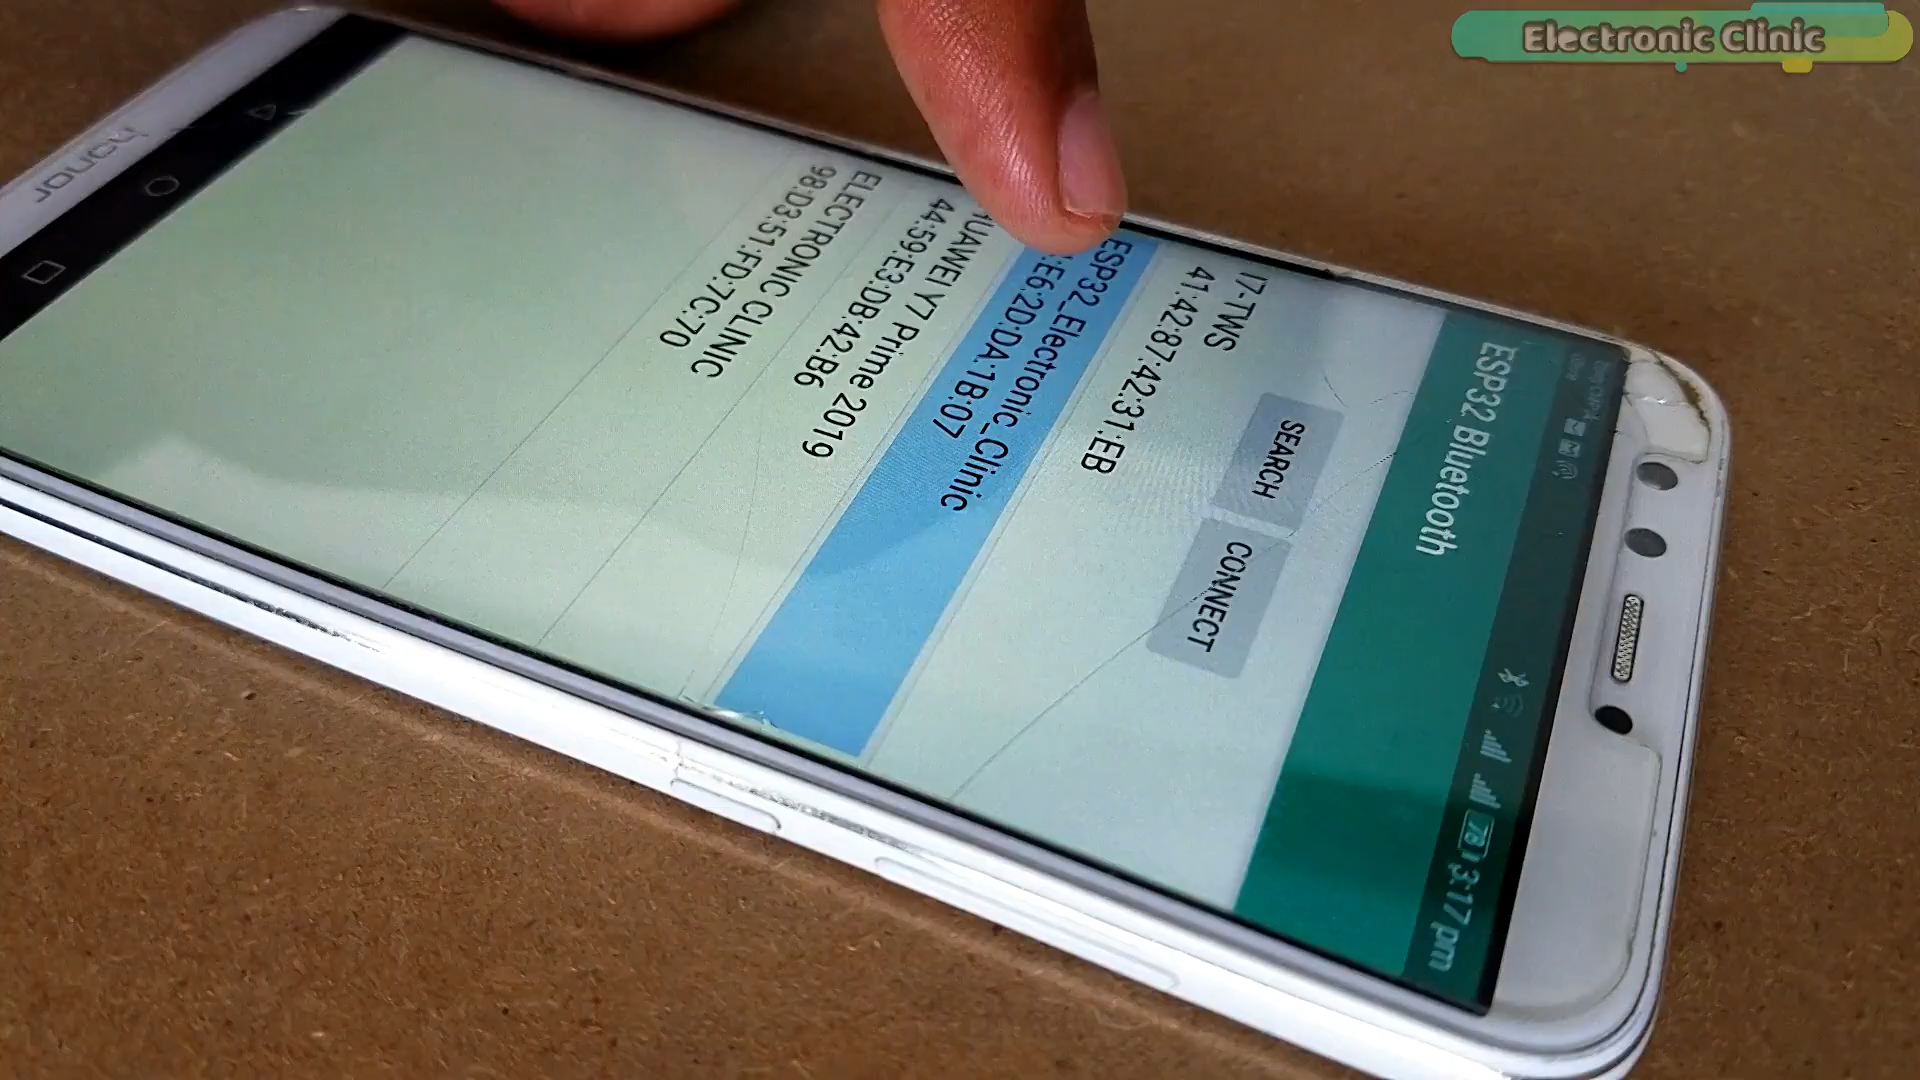 Electronic Clinic
3:17 pm
78
ESP32 Bluetooth
SEARCH
CONNECT
i7-TWS
41:42:87:42:31:EB
ESP32_Electronic_Clinic
:E6:2D:DA:1B:07
HUAWEI Y7 Prime 2019
44:59:E3:DB:42:B6
ELECTRONIC CLINIC
98:D3:51:FD:7C:70
honor